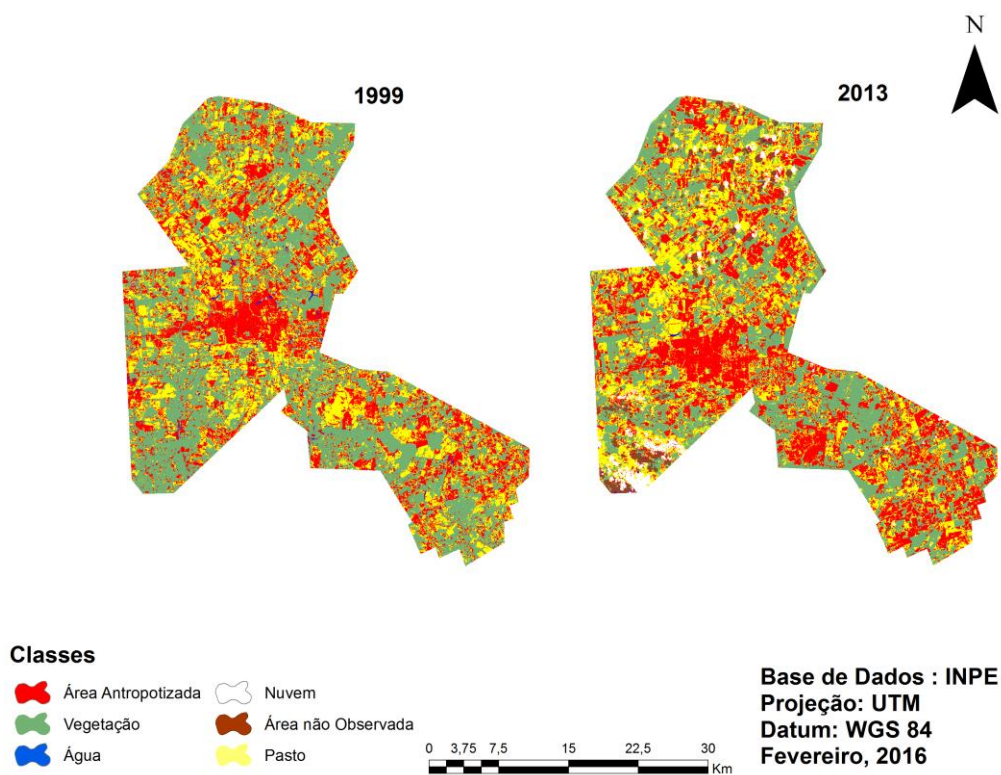 N
1999
2013
Classes
Área Antropotizada
Nuvem
Vegetação
Área não Observada
Água
Pasto
0 3,75 7,5 15 22,5 30
Km
Base de Dados : INPE
Projeção: UTM
Datum: WGS 84
Fevereiro, 2016